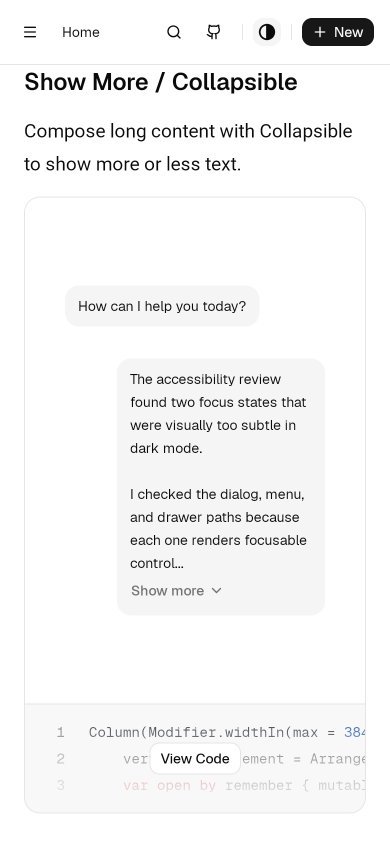 Home
New
Show More / Collapsible
Compose long content with Collapsible
to show more or less text.
How can I help you today?
The accessibility review
found two focus states that
were visually too subtle in
dark mode.
I checked the dialog, menu,
and drawer paths because
each one renders focusable
control...
Show more
1 Column(Modifier.widthIn(max = 384
2 ver
View Code
ement = Arrange
3 var open by remember { mutabl